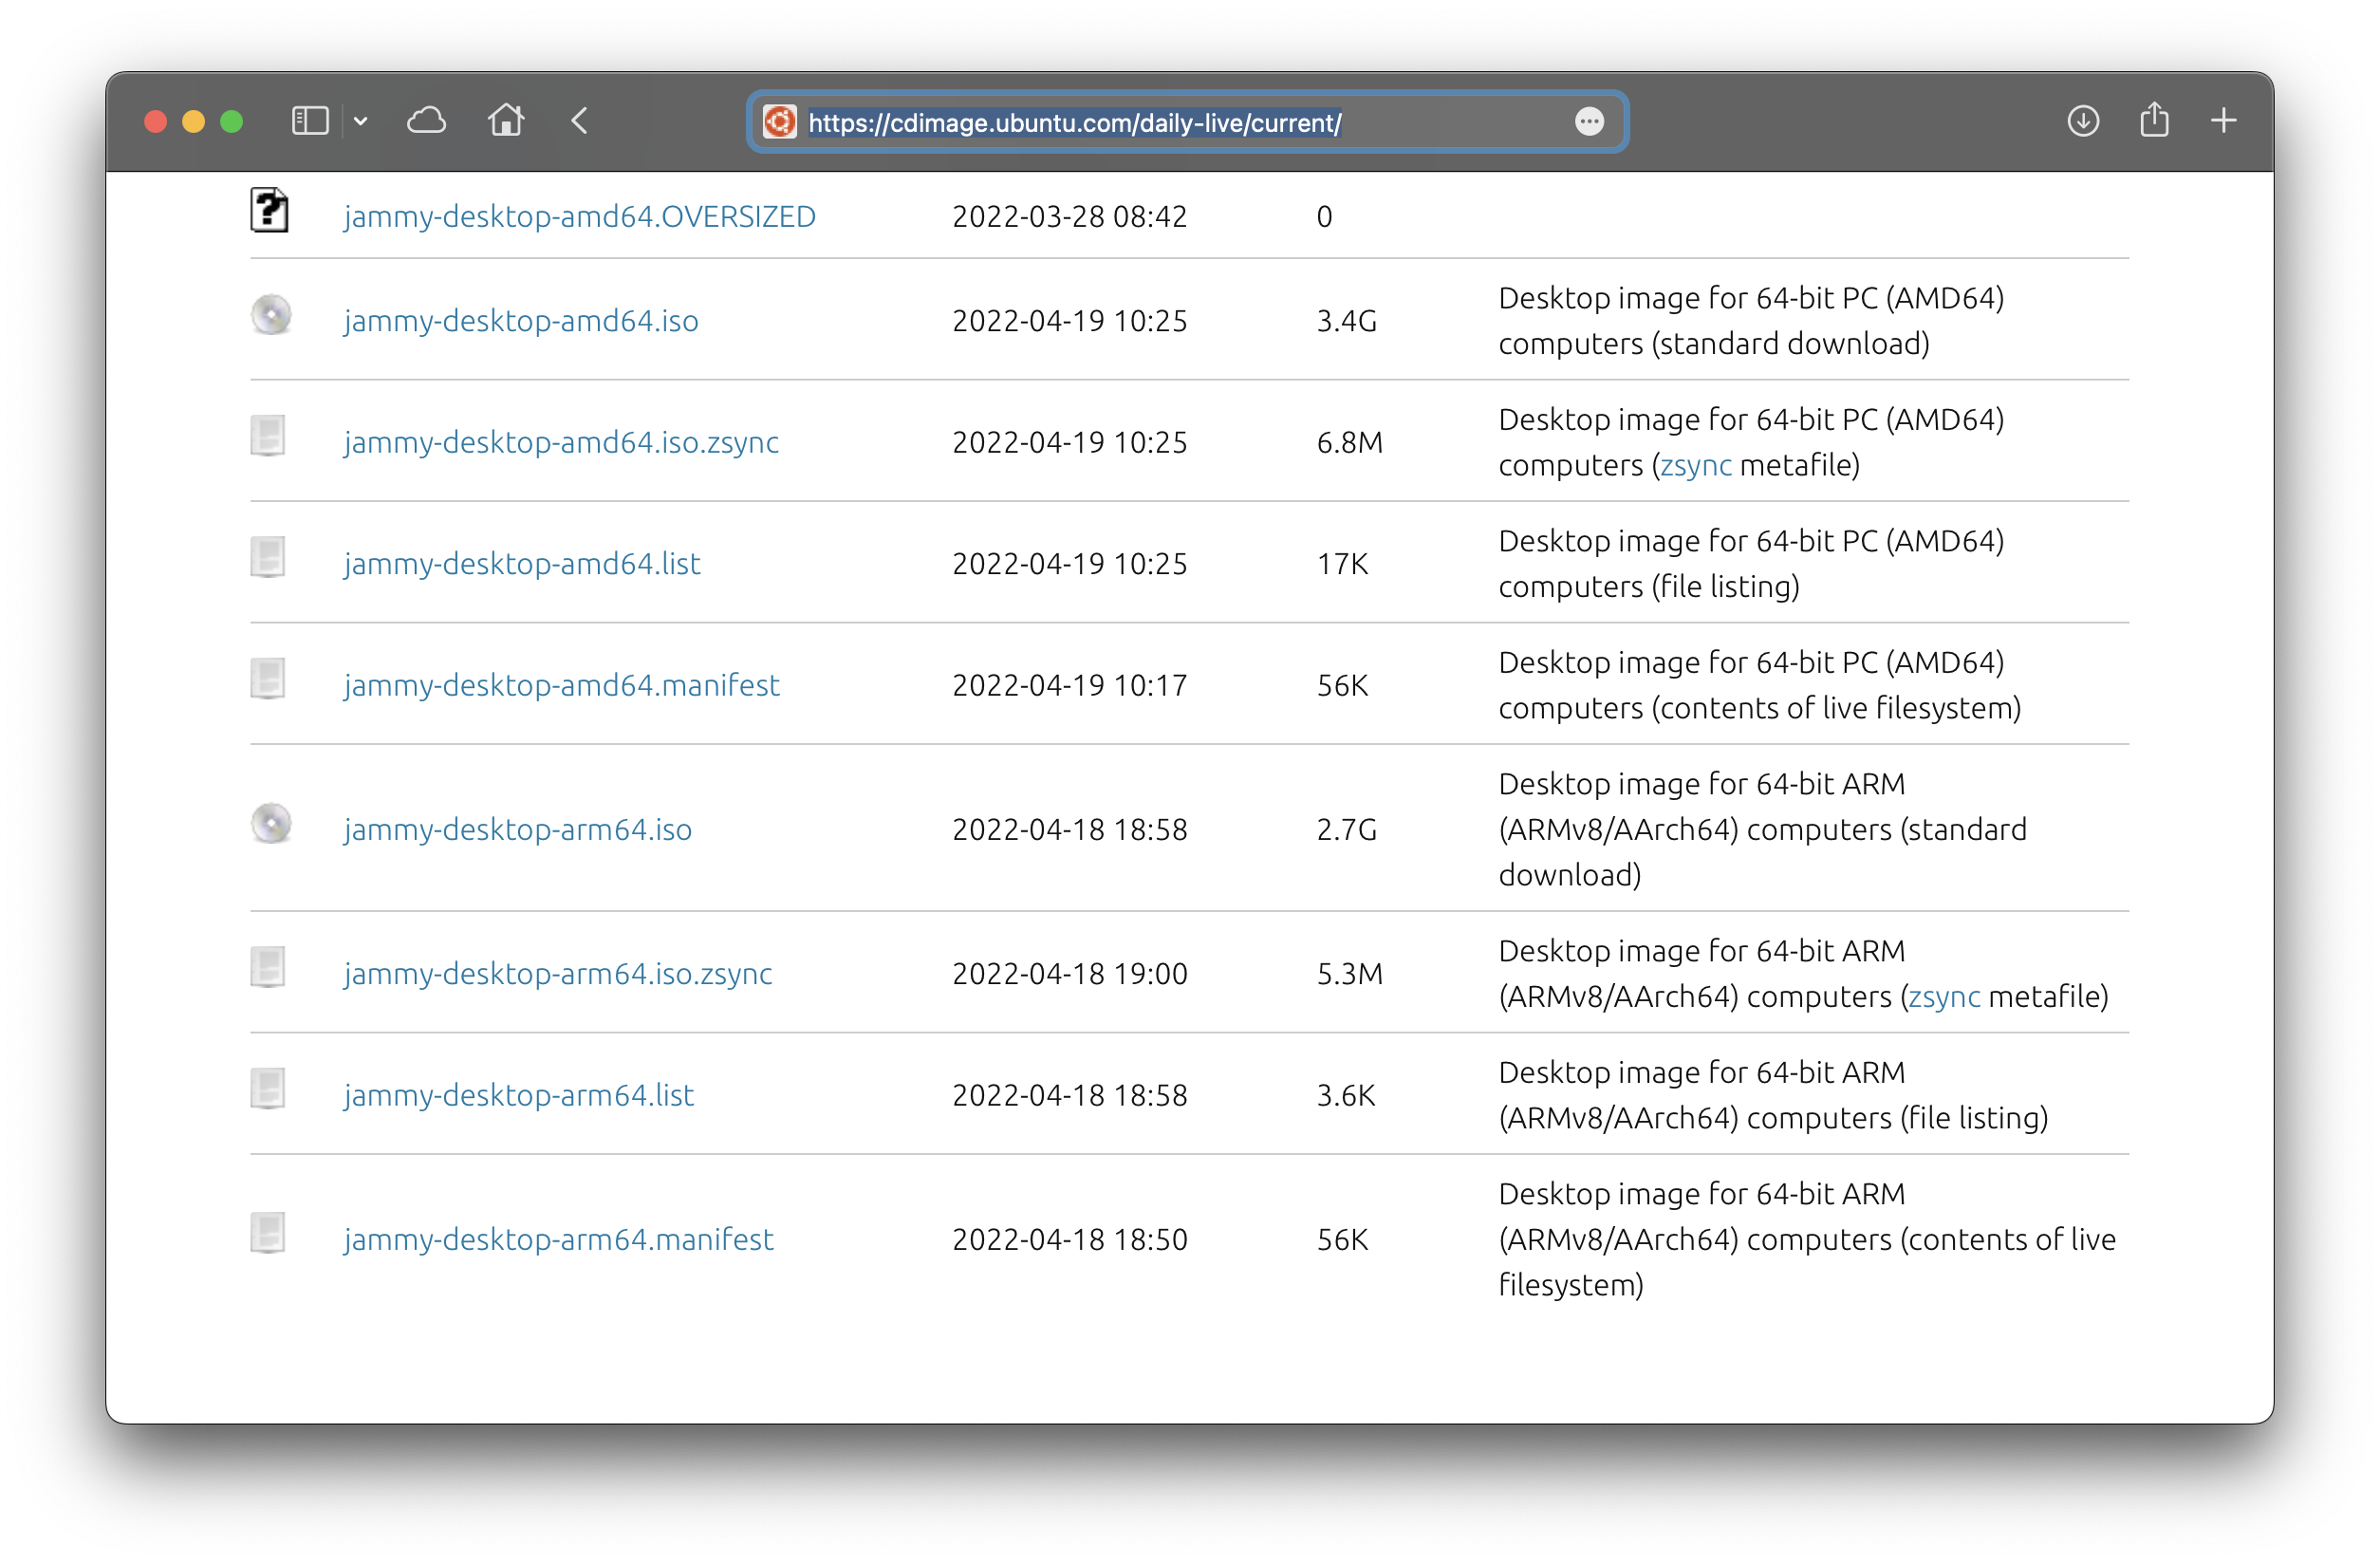 https://cdimage.ubuntu.com/daily-live/current/
jammy-desktop-amd64.OVERSIZED 2022-03-28 08:42 0
jammy-desktop-amd64.iso 2022-04-19 10:25 3.4G Desktop image for 64-bit PC (AMD64)
computers (standard download)
jammy-desktop-amd64.iso.zsync 2022-04-19 10:25 6.8M Desktop image for 64-bit PC (AMD64)
computers (zsync metafile)
jammy-desktop-amd64.list 2022-04-19 10:25 17K Desktop image for 64-bit PC (AMD64)
computers (file listing)
jammy-desktop-amd64.manifest 2022-04-19 10:17 56K Desktop image for 64-bit PC (AMD64)
computers (contents of live filesystem)
jammy-desktop-arm64.iso 2022-04-18 18:58 2.7G Desktop image for 64-bit ARM
(ARMv8/AArch64) computers (standard
download)
jammy-desktop-arm64.iso.zsync 2022-04-18 19:00 5.3M Desktop image for 64-bit ARM
(ARMv8/AArch64) computers (zsync metafile)
jammy-desktop-arm64.list 2022-04-18 18:58 3.6K Desktop image for 64-bit ARM
(ARMv8/AArch64) computers (file listing)
jammy-desktop-arm64.manifest 2022-04-18 18:50 56K Desktop image for 64-bit ARM
(ARMv8/AArch64) computers (contents of live
filesystem)